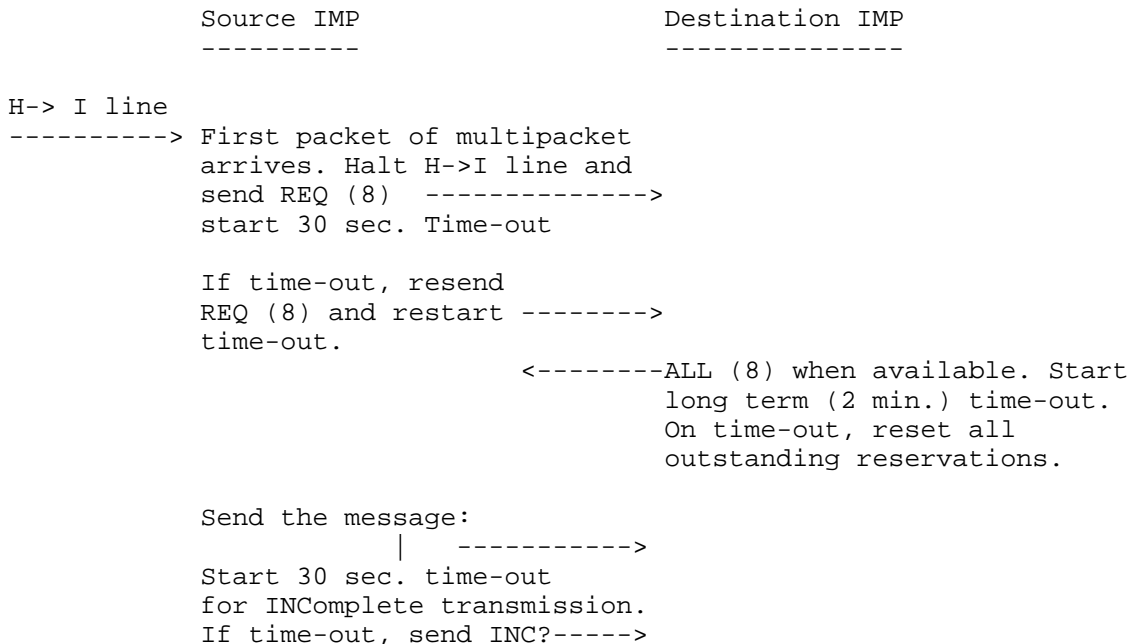 Source IMP                    Destination IMP
----------                    ---------------
H-> I line
----------> First packet of multipacket
arrives. Halt H->I line and
send REQ (8)  -------------->
start 30 sec. Time-out
If time-out, resend
REQ (8) and restart -------->
time-out.
<--------ALL (8) when available. Start
long term (2 min.) time-out.
On time-out, reset all
outstanding reservations.
Send the message:
|   ----------->
Start 30 sec. time-out
for INComplete transmission.
If time-out, send INC?----->